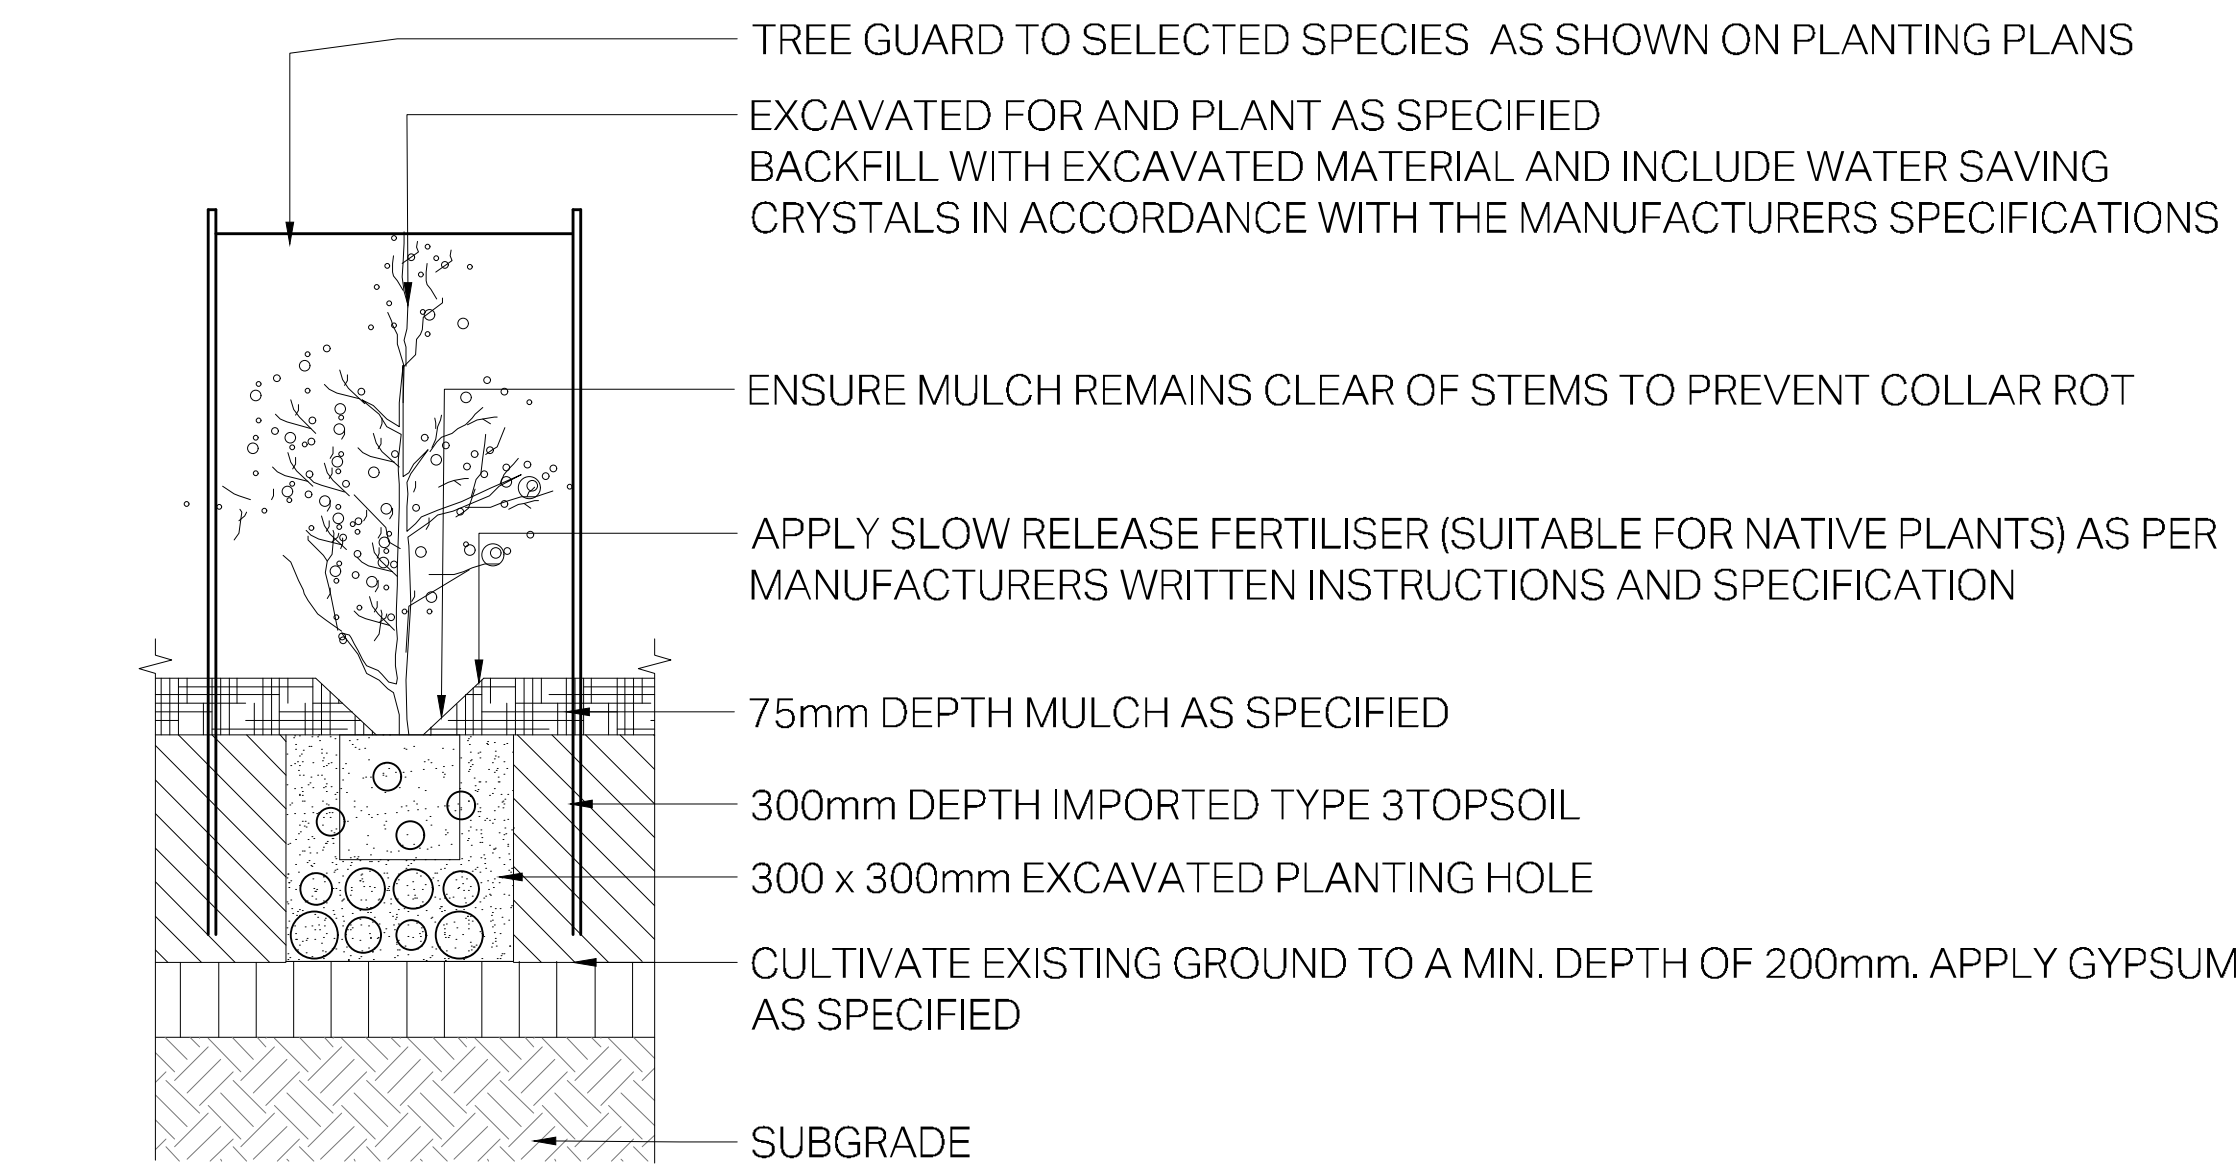 TREE GUARD TO SELECTED SPECIES AS SHOWN ON PLANTING PLANS
EXCAVATED FOR AND PLANT AS SPECIFIED
BACKFILL WITH EXCAVATED MATERIAL AND INCLUDE WATER SAVING
CRYSTALS IN ACCORDANCE WITH THE MANUFACTURERS SPECIFICATIONS
ENSURE MULCH REMAINS CLEAR OF STEMS TO PREVENT COLLAR ROT
APPLY SLOW RELEASE FERTILISER (SUITABLE FOR NATIVE PLANTS) AS PER
MANUFACTURERS WRITTEN INSTRUCTIONS AND SPECIFICATION
75mm DEPTH MULCH AS SPECIFIED
300mm DEPTH IMPORTED TYPE 3TOPSOIL
300 x 300mm EXCAVATED PLANTING HOLE
CULTIVATE EXISTING GROUND TO A MIN. DEPTH OF 200mm. APPLY GYPSUM
AS SPECIFIED
SUBGRADE